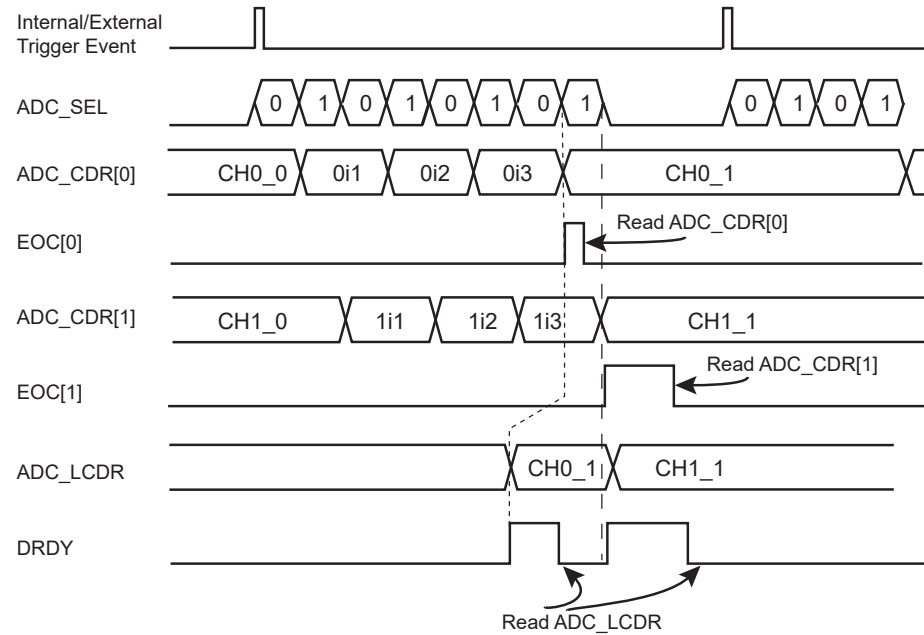 Internal/External
Trigger Event
ADC_SEL 0 1 0 1 0 1 0 1 0 1 0 1
ADC_CDR[0] CH0_0 0i1 0i2 0i3 CH0_1
Read ADC_CDR[0]
EOC[0]
ADC_CDR[1] CH1_0 1i1 1i2 1i3 CH1_1
Read ADC_CDR[1]
EOC[1]
ADC_LCDR CH0_1 CH1_1
DRDY
Read ADC_LCDR